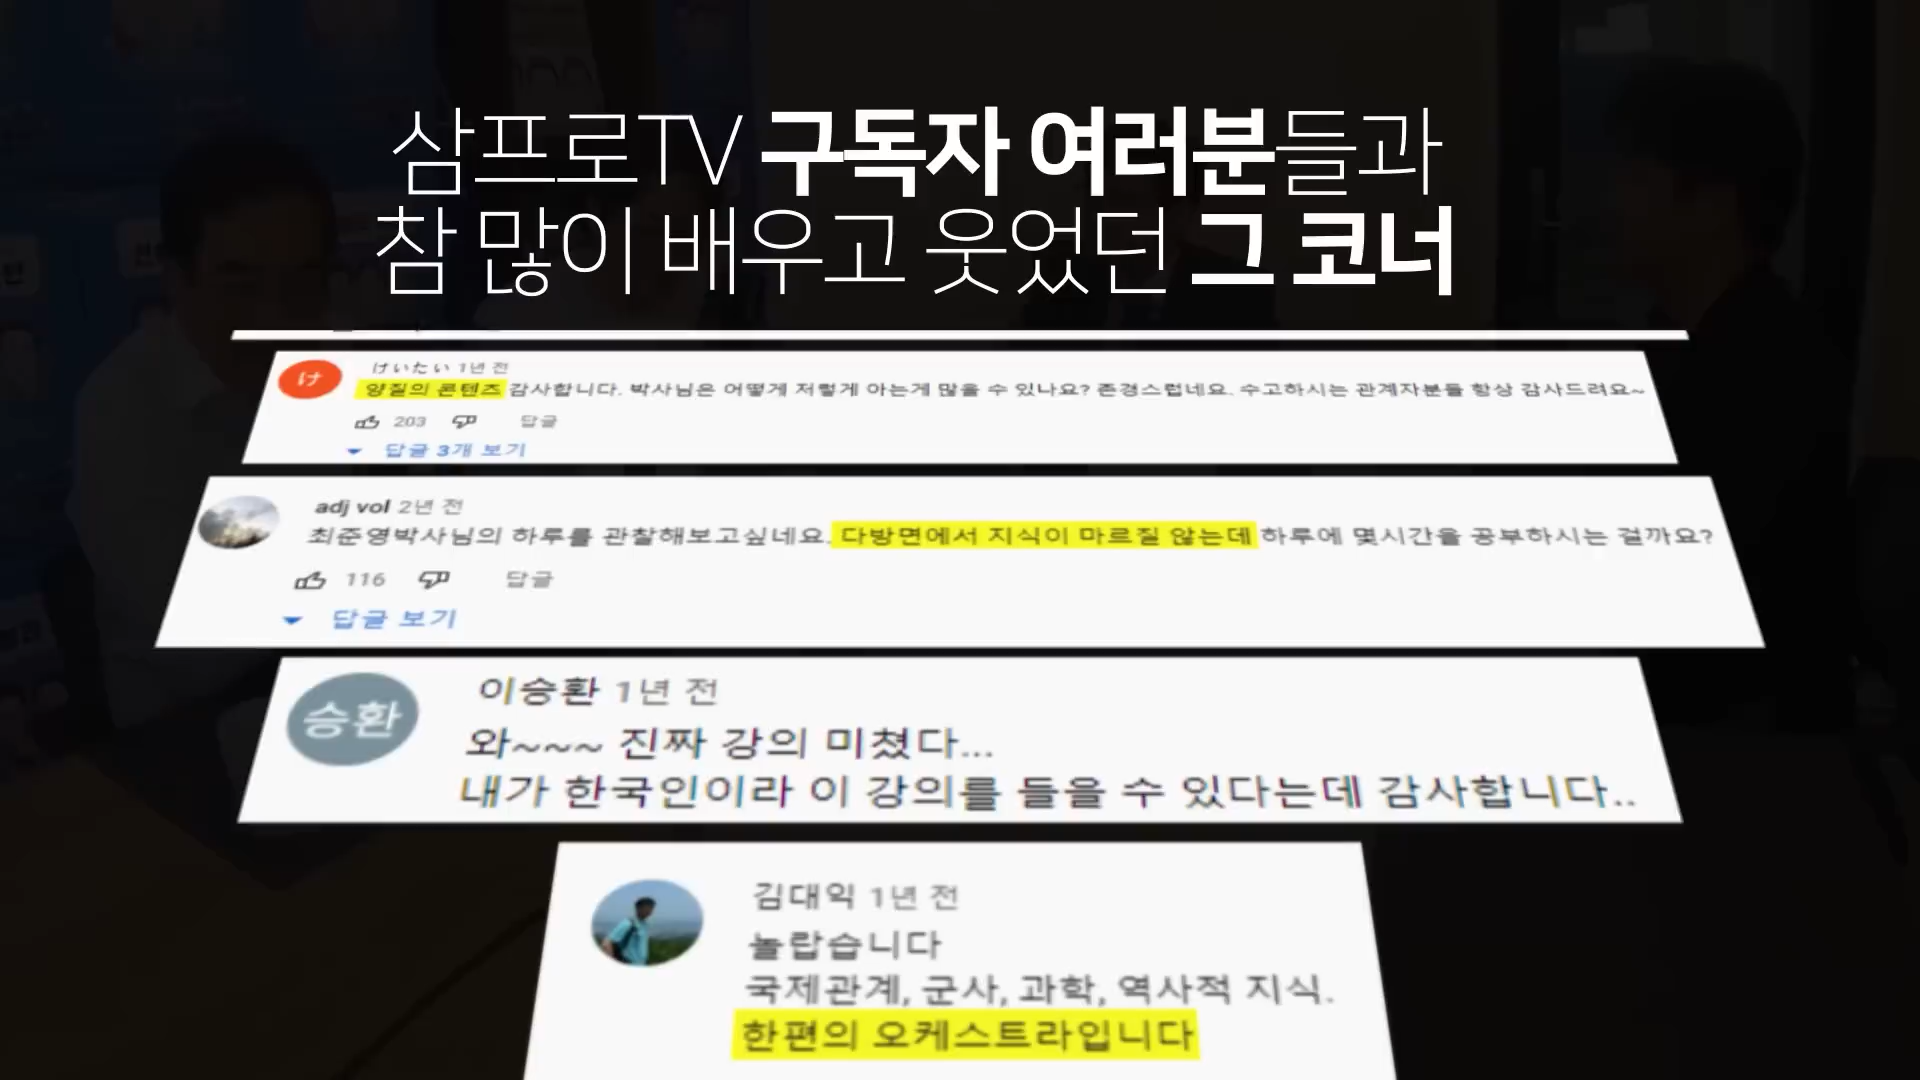 삼프로TV 구독자 여러분들과
참 많이 배우고 웃었던 그 코너
け
けいたい 1년 전
양질의 콘텐츠 감사합니다. 박사님은 어떻게 저렇게 아는게 많을 수 있나요? 존경스럽네요. 수고하시는 관계자분들 항상 감사드려요~
203 답글
답글 3개 보기
adj vol 2년 전
최준영박사님의 하루를 관찰해보고싶네요. 다방면에서 지식이 마르질 않는데 하루에 몇시간을 공부하시는 걸까요?
116 답글
답글 보기
승환
이승환 1년 전
와~~~ 진짜 강의 미쳤다...
내가 한국인이라 이 강의를 들을 수 있다는데 감사합니다..
김대익 1년 전
놀랍습니다
국제관계, 군사, 과학, 역사적 지식.
한편의 오케스트라입니다